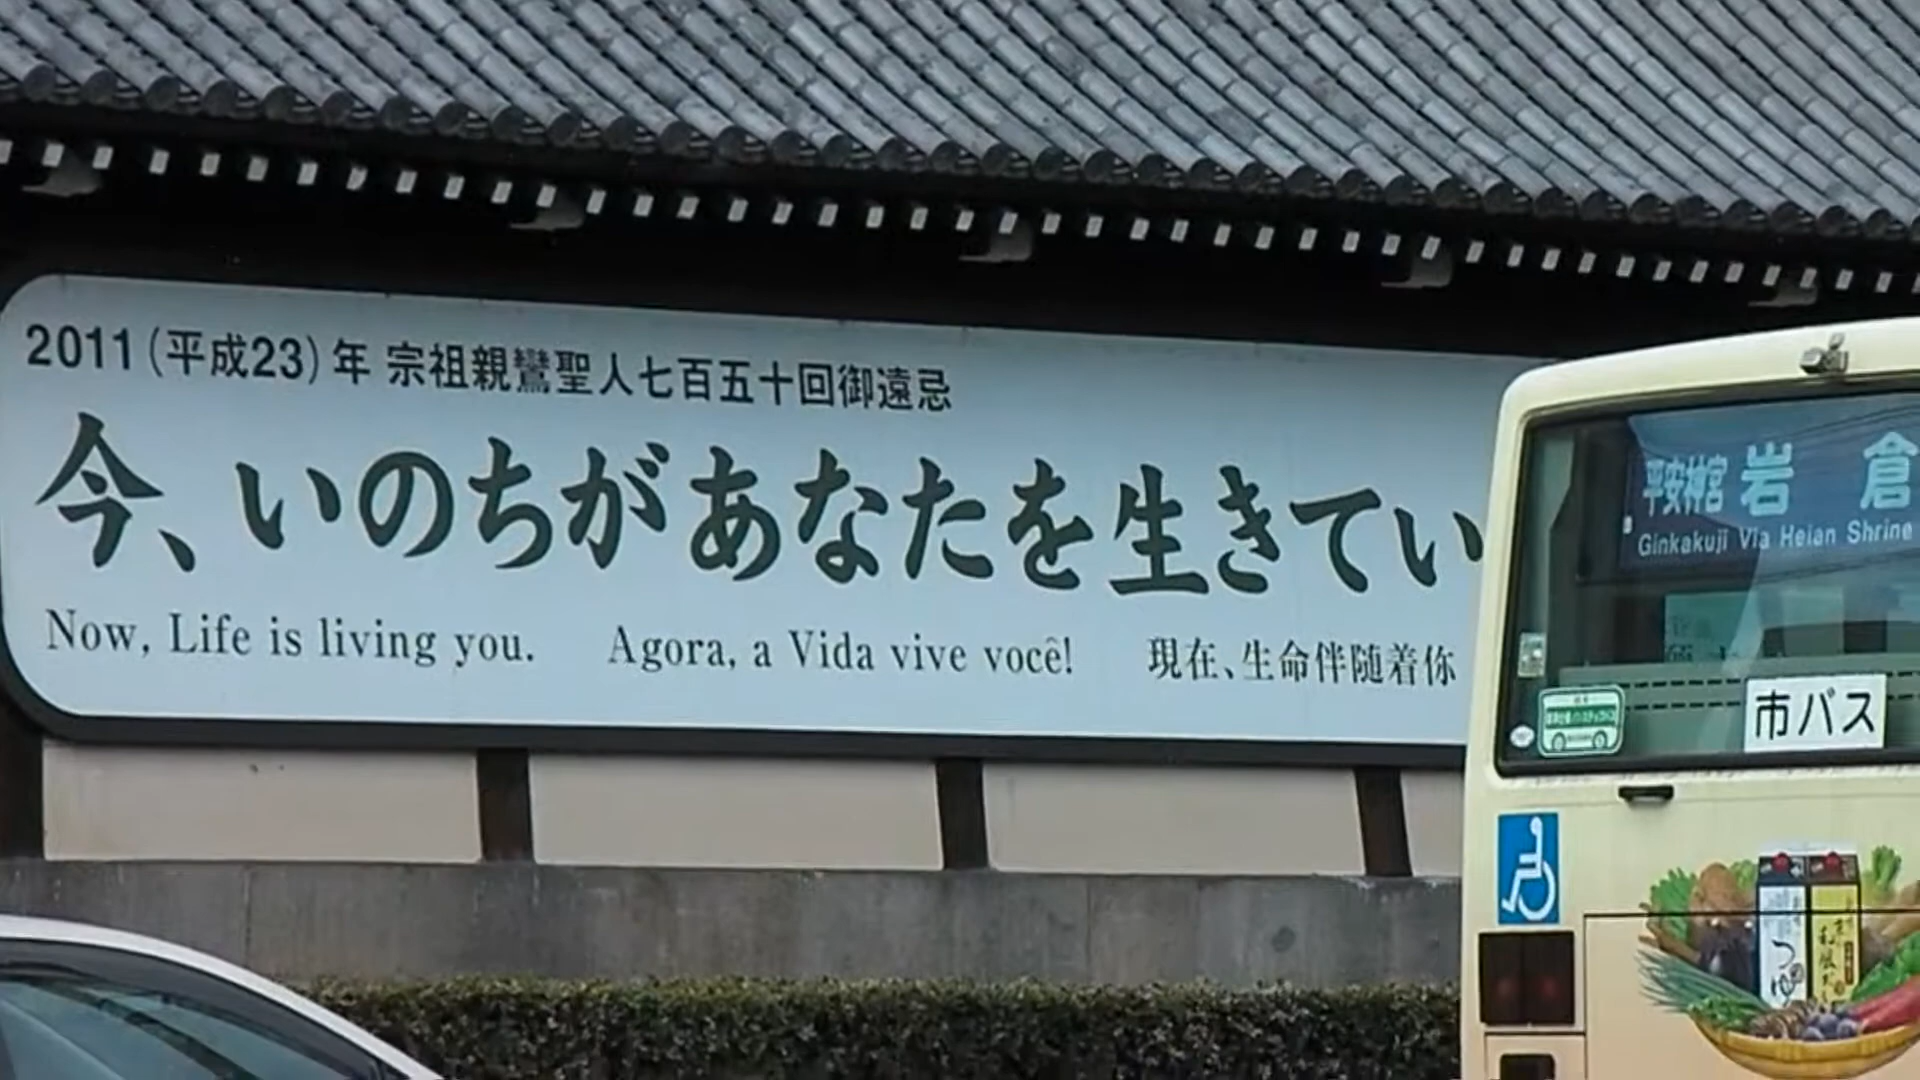 2011（平成23）年 宗祖親鸞聖人七百五十回御遠忌
今、いのちがあなたを生きてい
Now, Life is living you. Agora, a Vida vive você! 現在、生命伴随着你
平安神宮 岩倉
Ginkakuji Via Heian Shrine
市バス
つゆ